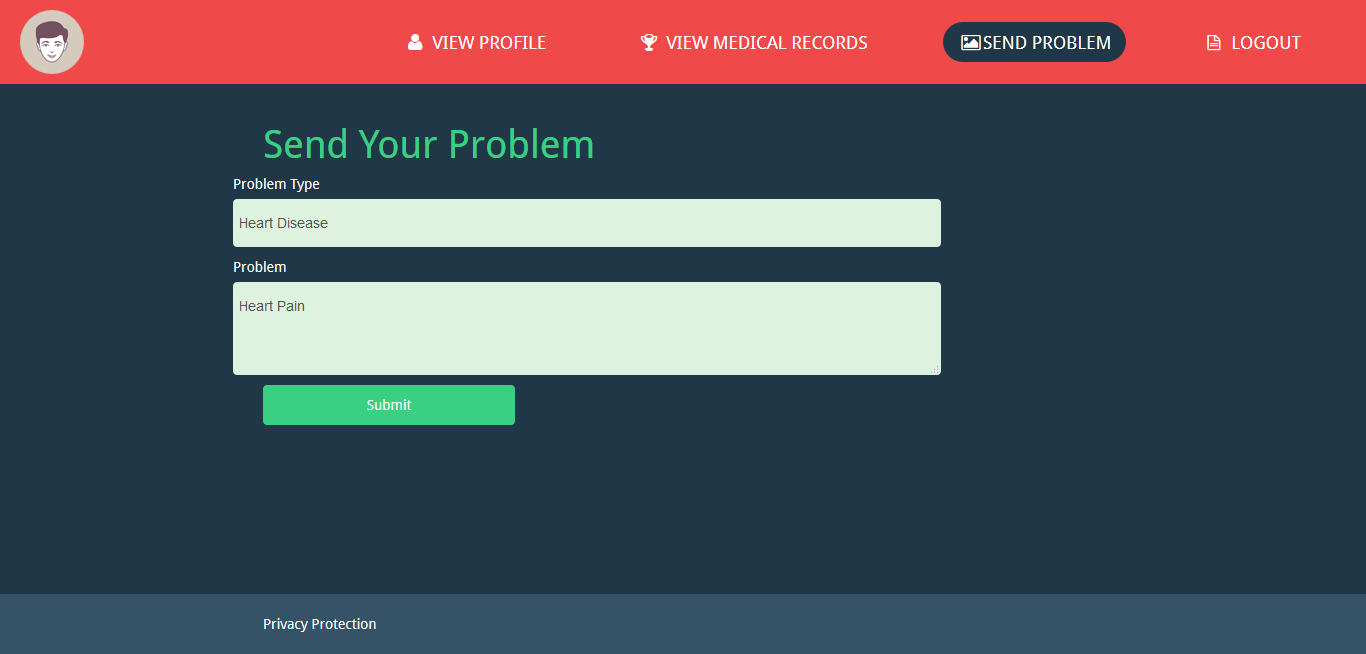 VIEW PROFILE VIEW MEDICAL RECORDS SEND PROBLEM LOGOUT
Send Your Problem
Problem Type
Heart Disease
Problem
Heart Pain
Submit
Privacy Protection